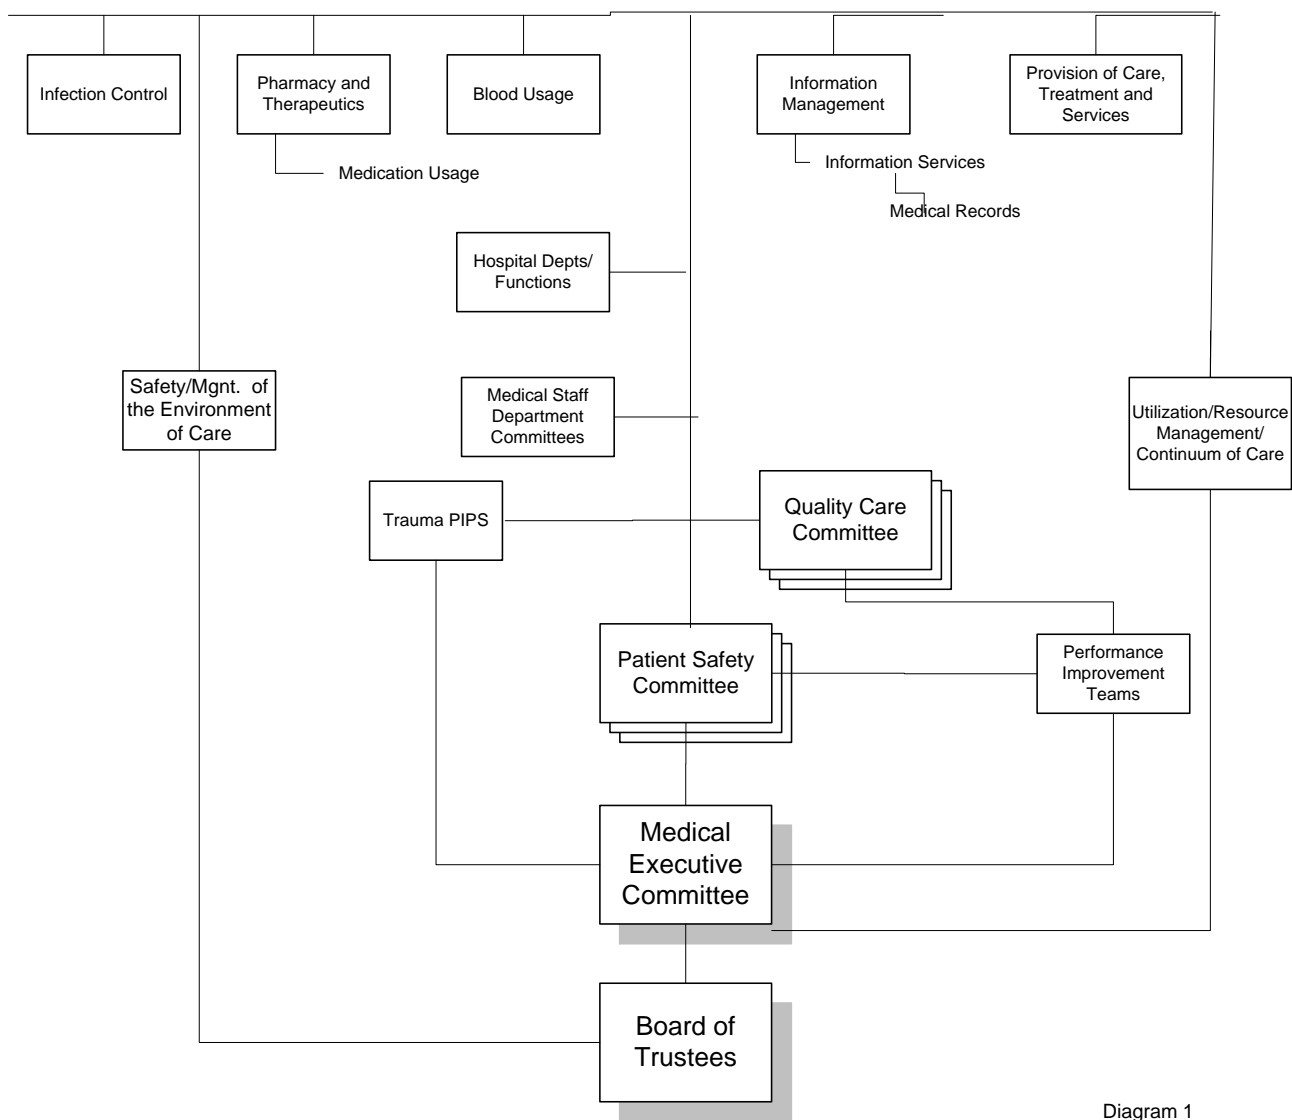 Infection Control
Pharmacy and
Therapeutics
Blood Usage
Information
Management
Provision of Care,
Treatment and
Services
Medication Usage
Information Services
Medical Records
Hospital Depts/
Functions
Safety/Mgnt. of
the Environment
of Care
Medical Staff
Department
Committees
Utilization/Resource
Management/
Continuum of Care
Trauma PIPS
Quality Care
Committee
Patient Safety
Committee
Performance
Improvement
Teams
Medical
Executive
Committee
Board of
Trustees
Diagram 1